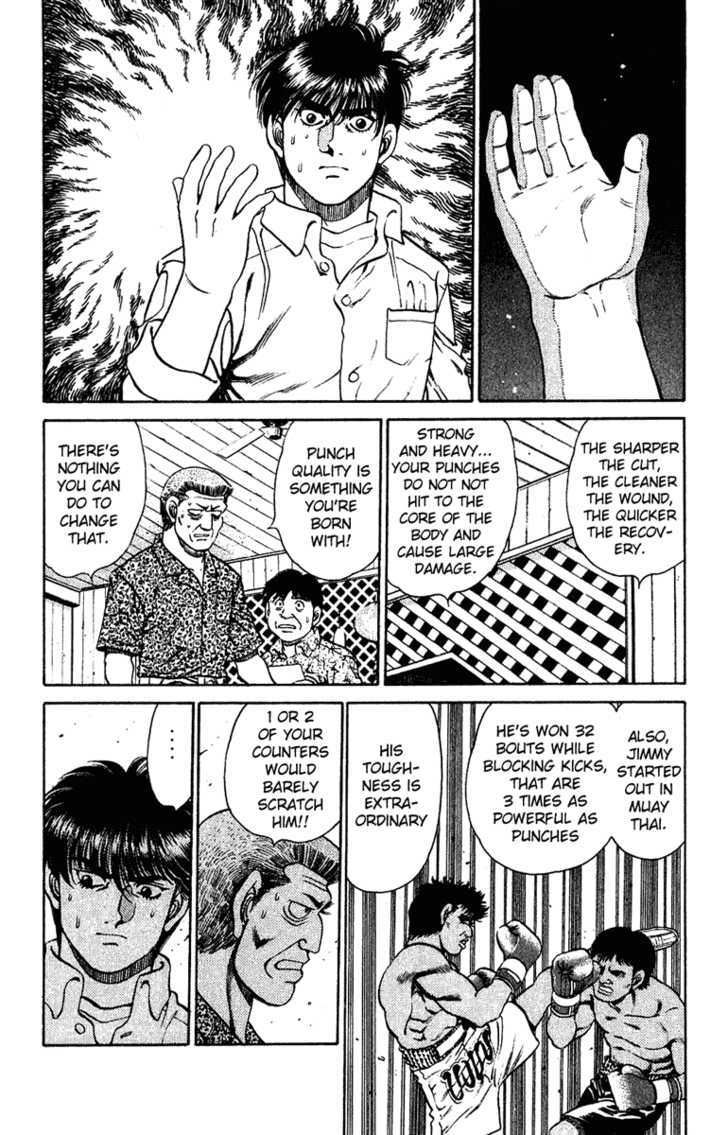 THE SHARPER
THE CUT,
THE CLEANER
THE WOUND,
THE QUICKER
THE RECOV-
ERY.
STRONG
AND HEAVY...
YOUR PUNCHES
DO NOT NOT
HIT TO THE
CORE OF THE
BODY AND
CAUSE LARGE
DAMAGE.
PUNCH
QUALITY IS
SOMETHING
YOU'RE
BORN
WITH!
THERE'S
NOTHING
YOU CAN
DO TO
CHANGE
THAT.
ALSO,
JIMMY
STARTED
OUT IN
MUAY
THAI.
HE'S WON 32
BOUTS WHILE
BLOCKING KICKS,
THAT ARE
3 TIMES AS
POWERFUL AS
PUNCHES
HIS
TOUGH-
NESS IS
EXTRA-
ORDINARY
1 OR 2
OF YOUR
COUNTERS
WOULD
BARELY
SCRATCH
HIM!!
...